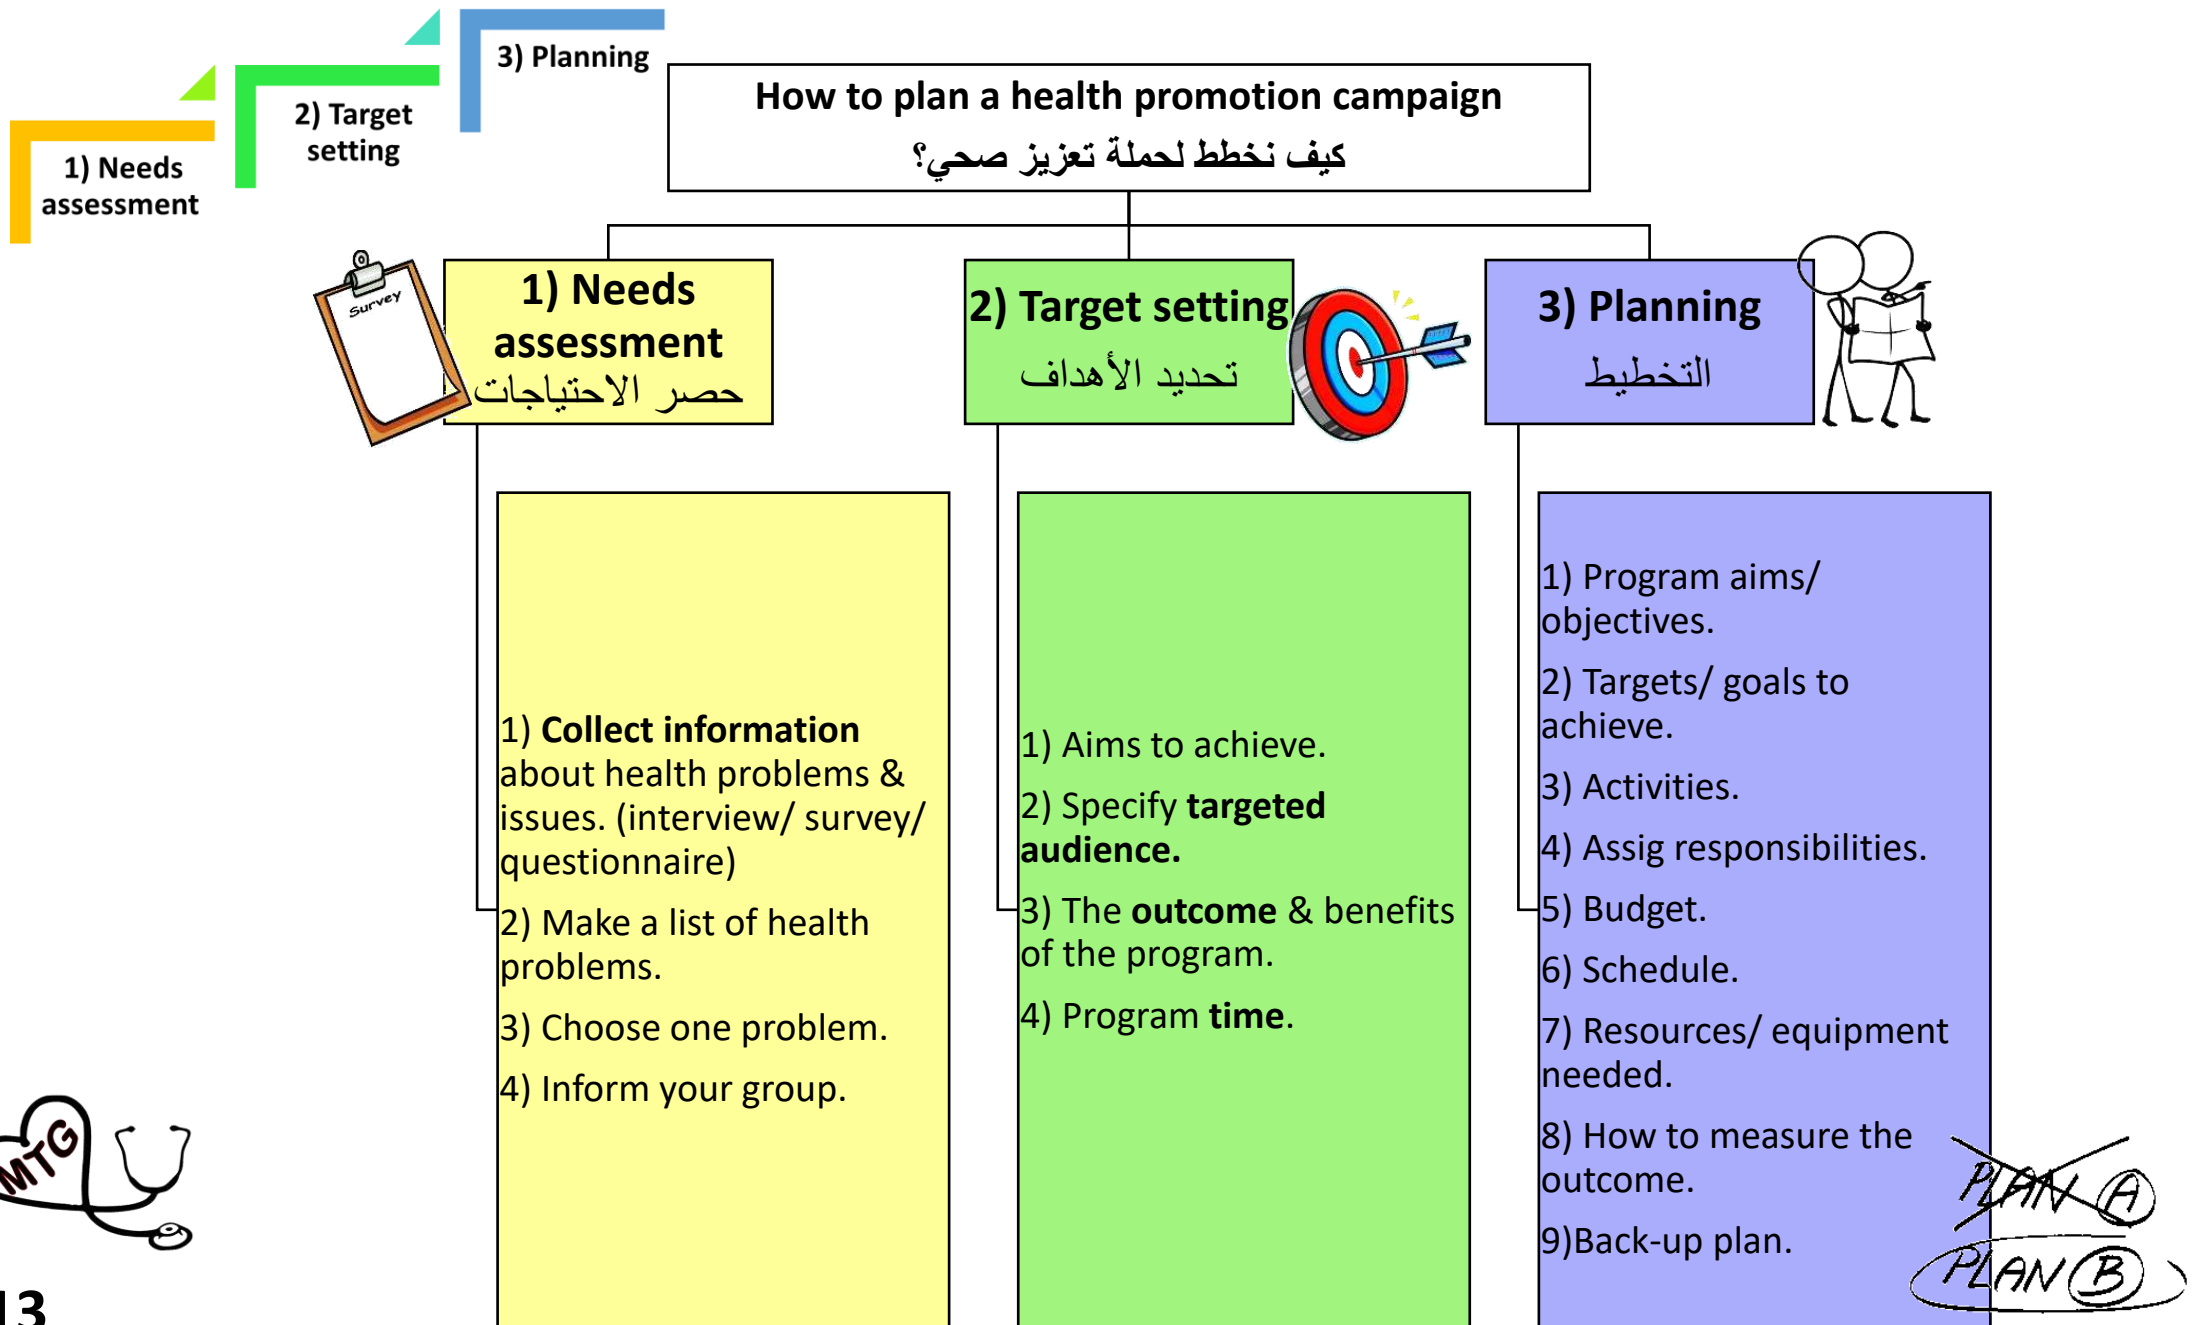 1) Needs
assessment
2) Target
setting
3) Planning
How to plan a health promotion campaign
كيف نخطط لحملة تعزيز صحي؟
Survey
1) Needs
assessment
حصر الاحتياجات
2) Target setting
تحديد الأهداف
3) Planning
التخطيط
1) Collect information
about health problems &
issues. (interview/ survey/
questionnaire)
2) Make a list of health
problems.
3) Choose one problem.
4) Inform your group.
1) Aims to achieve.
2) Specify targeted
audience.
3) The outcome & benefits
of the program.
4) Program time.
1) Program aims/
objectives.
2) Targets/ goals to
achieve.
3) Activities.
4) Assig responsibilities.
5) Budget.
6) Schedule.
7) Resources/ equipment
needed.
8) How to measure the
outcome.
9)Back-up plan.
PLAN A
PLAN B
MTG
13